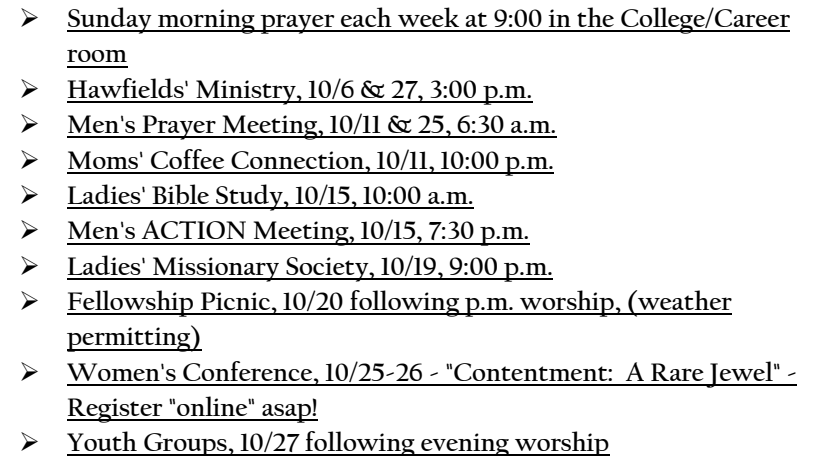 ➢ Sunday morning prayer each week at 9:00 in the College/Career
room
➢ Hawfields' Ministry, 10/6 & 27, 3:00 p.m.
➢ Men's Prayer Meeting, 10/11 & 25, 6:30 a.m.
➢ Moms' Coffee Connection, 10/11, 10:00 p.m.
➢ Ladies' Bible Study, 10/15, 10:00 a.m.
➢ Men's ACTION Meeting, 10/15, 7:30 p.m.
➢ Ladies' Missionary Society, 10/19, 9:00 p.m.
➢ Fellowship Picnic, 10/20 following p.m. worship, (weather
permitting)
➢ Women's Conference, 10/25-26 - "Contentment:  A Rare Jewel" -
Register "online" asap!
➢ Youth Groups, 10/27 following evening worship